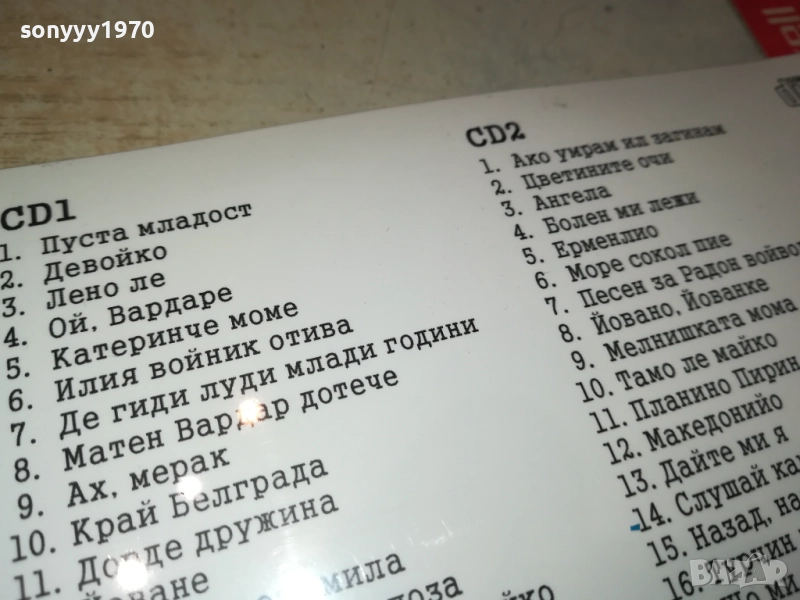 sonyyy1970
CD1
1. Пуста младост
2. Девойко
3. Лено ле
4. Ой, Вардаре
5. Катеринче моме
6. Илия войник отива
7. Де гиди луди млади години
8. Матен Вардар дотече
9. Ах, мерак
10. Край Белграда
11. Дорде дружина
CD2
1. Ако умрам ил загинам
2. Цветините очи
3. Ангела
4. Болен ми лежи
5. Ерменлио
6. Море сокол пие
7. Песен за Радон
8. Йовано, Йованке
9. Мелнишката мома
10. Тамо ле майко
11. Планино Пирин
12. Македонийо
13. Дайте ми я
14. Слушай
15. Назад,
16.
BAZAR